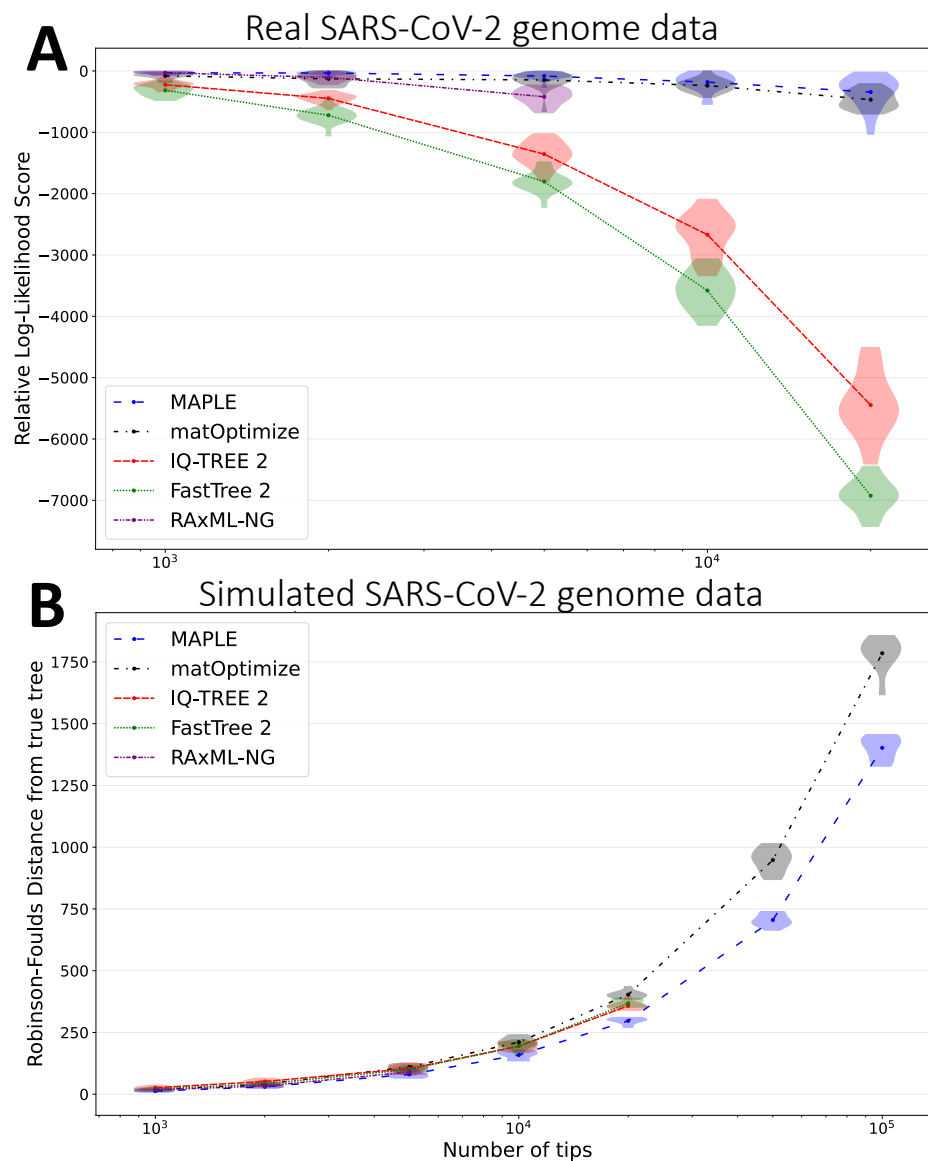 A
Real SARS-CoV-2 genome data
Relative Log-Likelihood Score
0
−1000
−2000
−3000
−4000
−5000
−6000
−7000
MAPLE
matOptimize
IQ-TREE 2
FastTree 2
RAxML-NG
10³
10⁴
B
Simulated SARS-CoV-2 genome data
Robinson-Foulds Distance from true tree
1750
1500
1250
1000
750
500
250
0
MAPLE
matOptimize
IQ-TREE 2
FastTree 2
RAxML-NG
10³
10⁴
10⁵
Number of tips